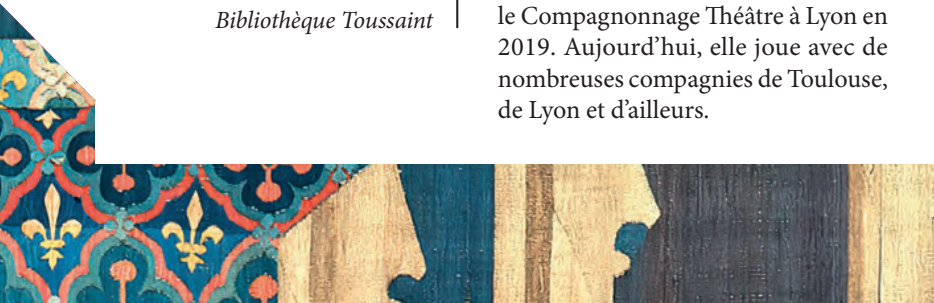 Bibliothèque Toussaint
le Compagnonnage Théâtre à Lyon en
2019. Aujourd’hui, elle joue avec de
nombreuses compagnies de Toulouse,
de Lyon et d’ailleurs.